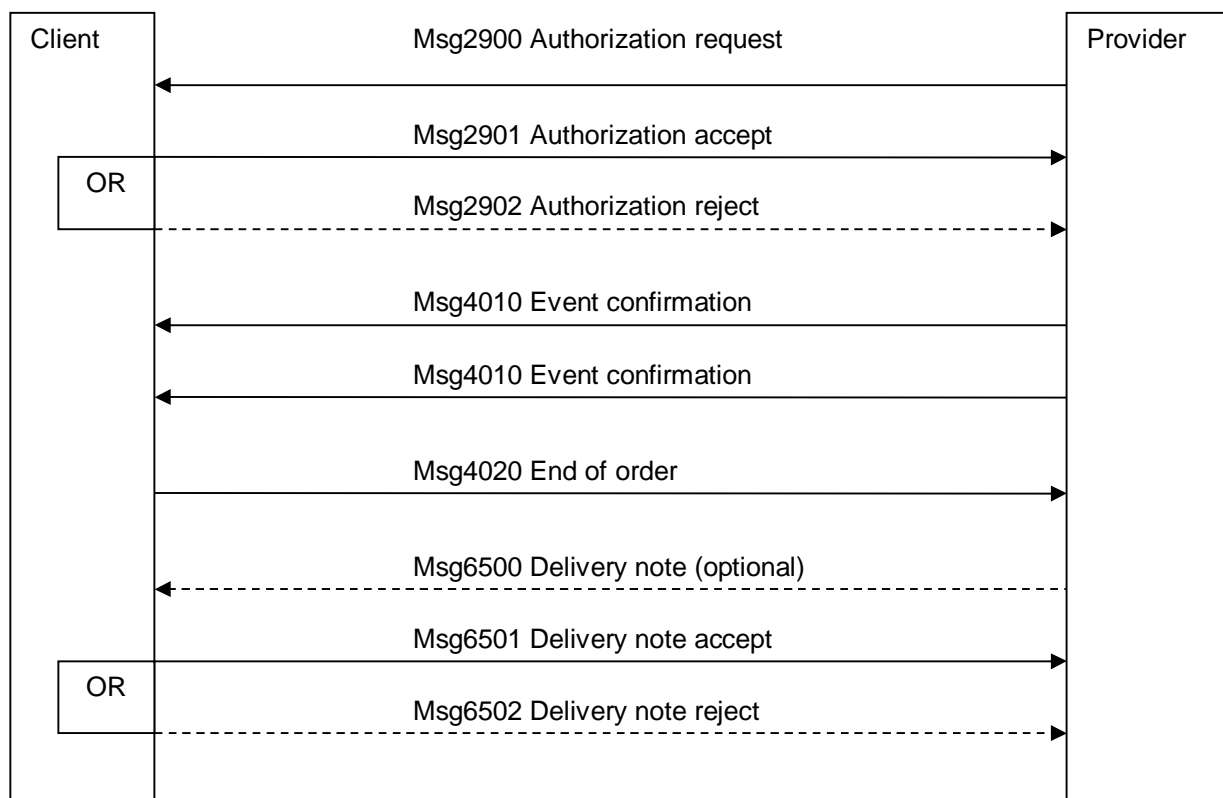 Client
Msg2900 Authorization request
Provider
Msg2901 Authorization accept
OR
Msg2902 Authorization reject
Msg4010 Event confirmation
Msg4010 Event confirmation
Msg4020 End of order
Msg6500 Delivery note (optional)
Msg6501 Delivery note accept
OR
Msg6502 Delivery note reject